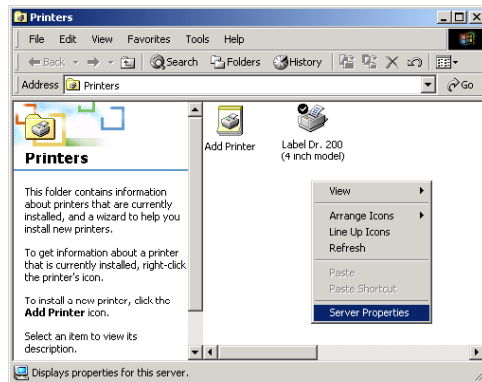 Printers
File Edit View Favorites Tools Help
Back Search Folders History
Address Printers Go
Printers
This folder contains information
about printers that are currently
installed, and a wizard to help you
install new printers.
To get information about a printer
that is currently installed, right-click
the printer's icon.
To install a new printer, click the
Add Printer icon.
Select an item to view its
description.
Add Printer
Label Dr. 200
(4 inch model)
View
Arrange Icons
Line Up Icons
Refresh
Paste
Paste Shortcut
Server Properties
Displays properties for this server.